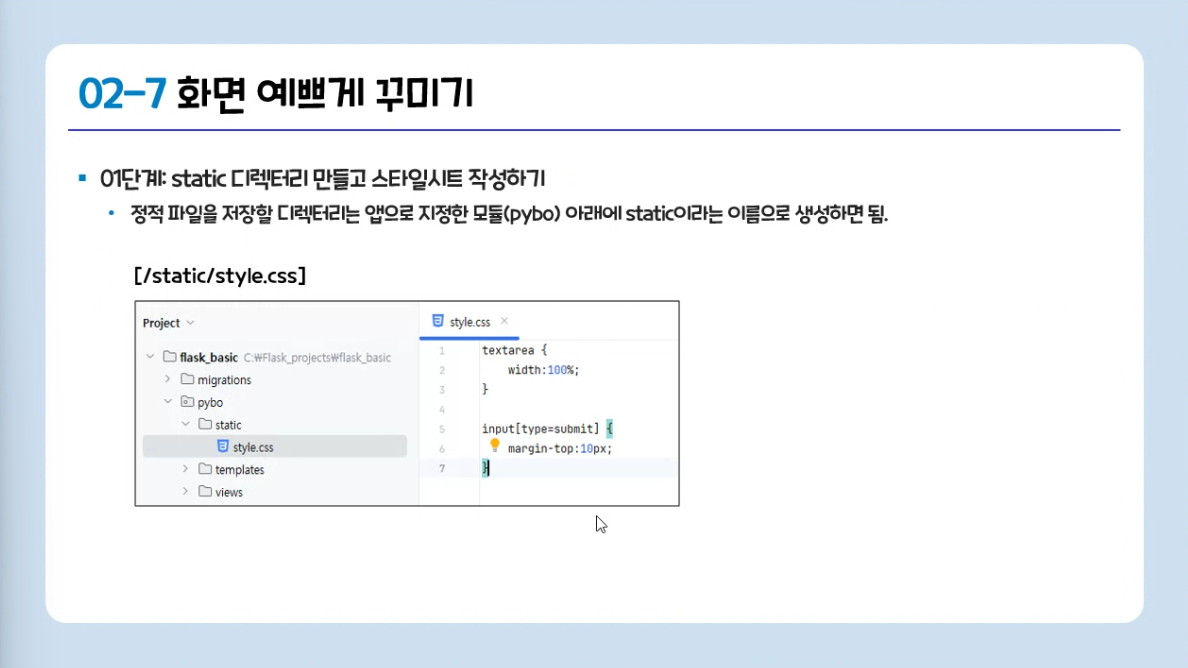 02-7 화면 예쁘게 꾸미기
01단계: static 디렉터리 만들고 스타일시트 작성하기
정적 파일을 저장할 디렉터리는 앱으로 지정한 모듈(pybo) 아래에 static이라는 이름으로 생성하면 됨.
[/static/style.css]
Project
flask_basic C:₩Flask_projects₩flask_basic
migrations
pybo
static
style.css
templates
views
style.css
1 textarea {
2 width:100%;
3 }
4
5 input[type=submit] {
6 margin-top:10px;
7 }